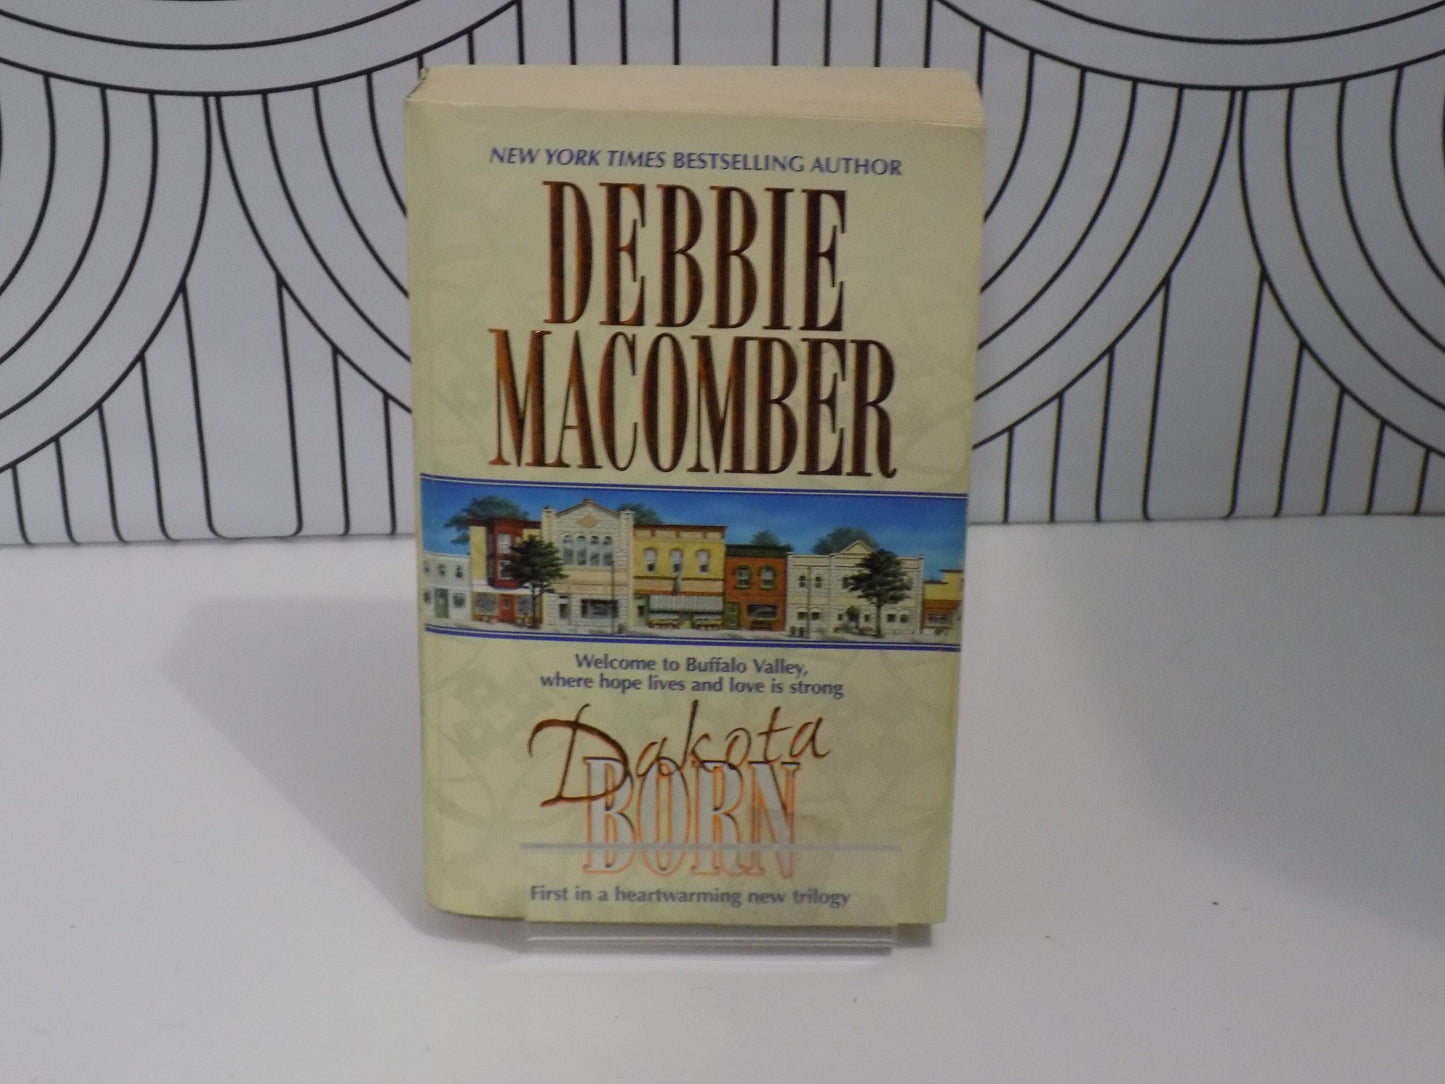 NEW YORK TIMES BESTSELLING AUTHOR
DEBBIE
MACOMBER
Welcome to Buffalo Valley,
where hope lives and love is strong
Dakota
BORN
First in a heartwarming new trilogy